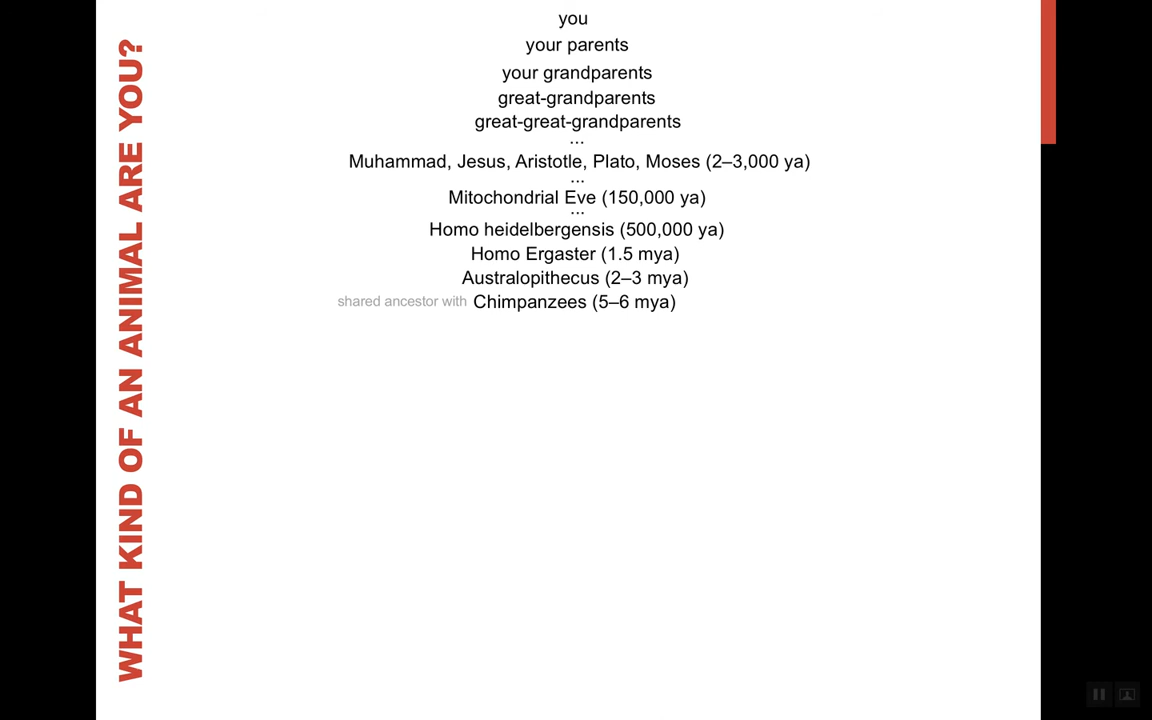 WHAT KIND OF AN ANIMAL ARE YOU?
you
your parents
your grandparents
great-grandparents
great-great-grandparents
...
Muhammad, Jesus, Aristotle, Plato, Moses (2–3,000 ya)
...
Mitochondrial Eve (150,000 ya)
...
Homo heidelbergensis (500,000 ya)
Homo Ergaster (1.5 mya)
Australopithecus (2–3 mya)
shared ancestor with Chimpanzees (5–6 mya)